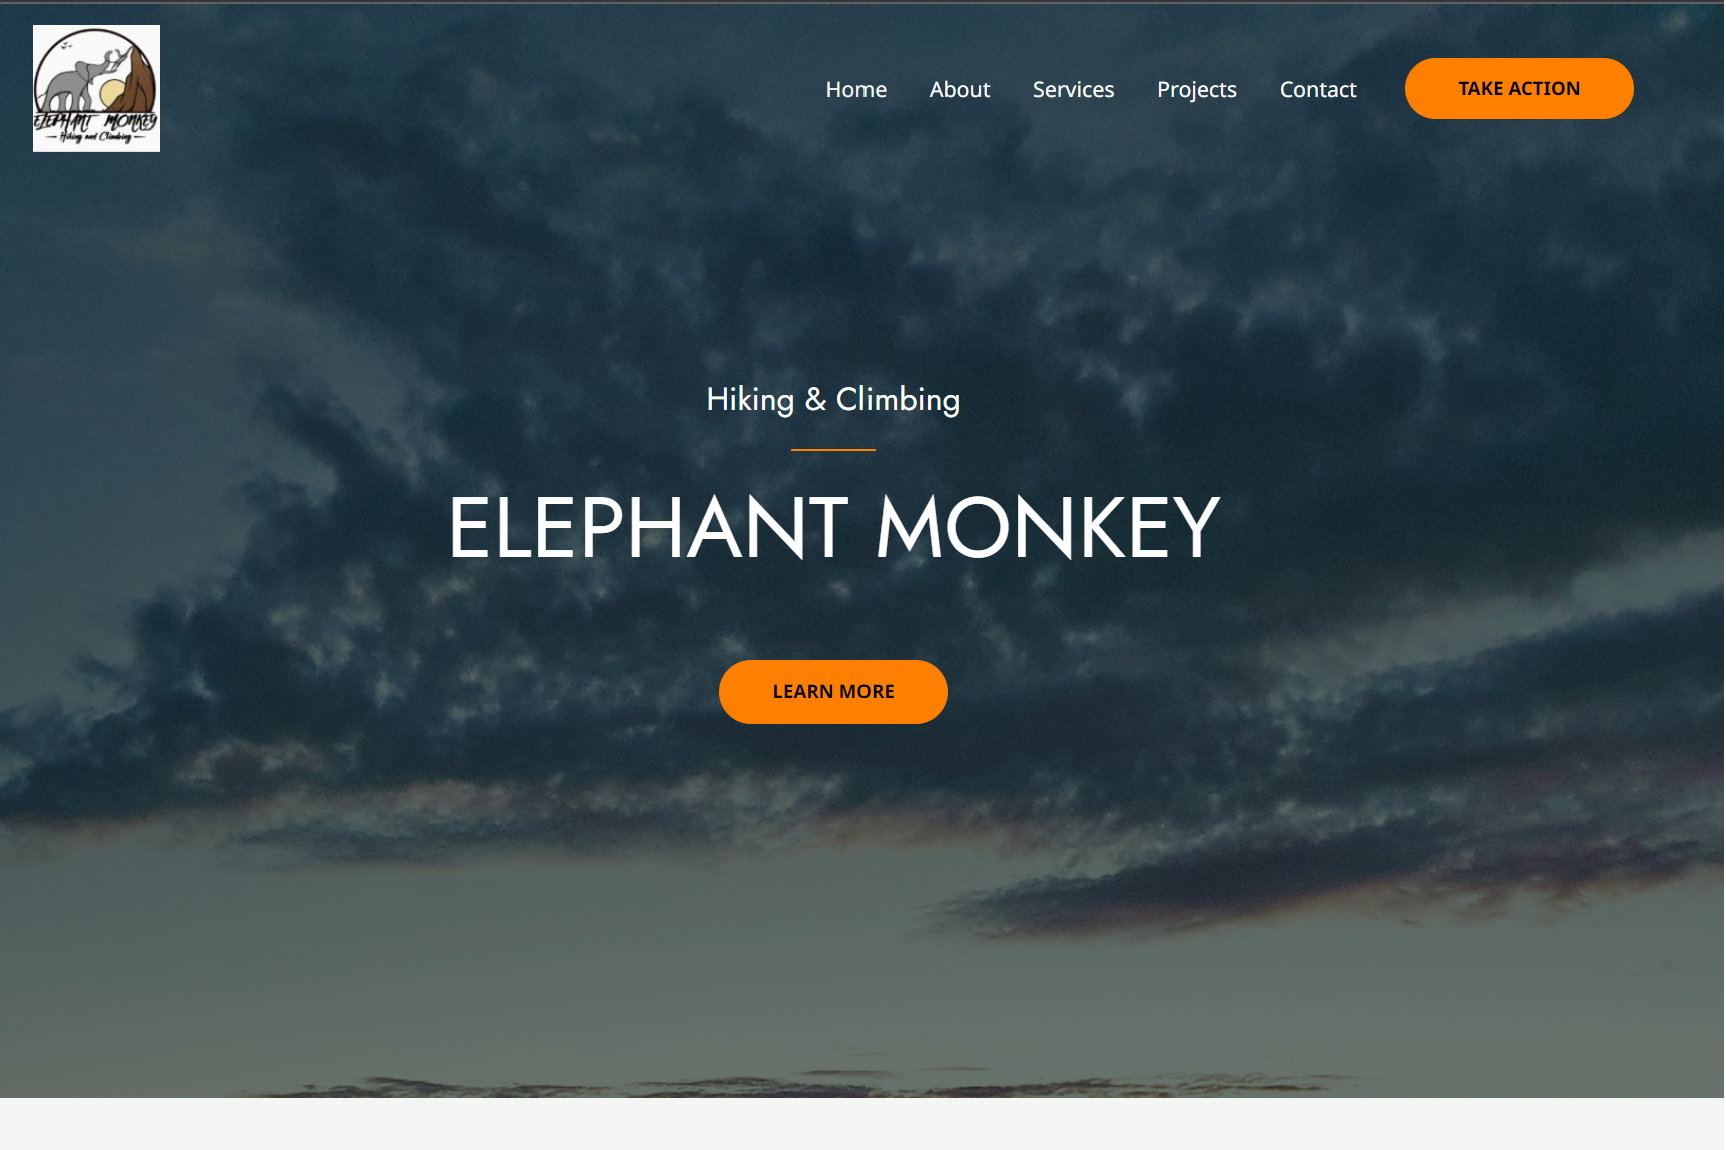 ELEPHANT MONKEY
Hiking and Climbing
Home About Services Projects Contact TAKE ACTION
Hiking & Climbing
ELEPHANT MONKEY
LEARN MORE